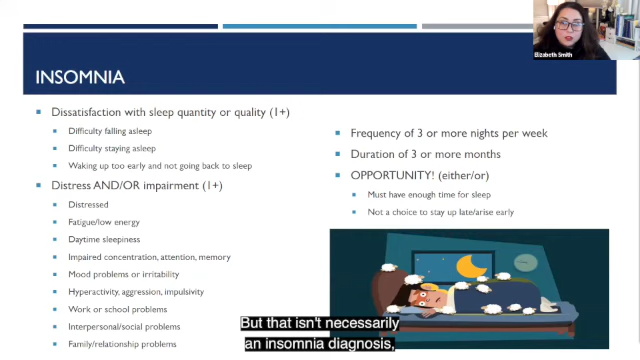 INSOMNIA
Dissatisfaction with sleep quantity or quality (1+)
Difficulty falling asleep
Difficulty staying asleep
Waking up too early and not going back to sleep
Distress AND/OR impairment (1+)
Distressed
Fatigue/low energy
Daytime sleepiness
Impaired concentration, attention, memory
Mood problems or irritability
Hyperactivity, aggression, impulsivity
Work or school problems
Interpersonal/social problems
Family/relationship problems
Frequency of 3 or more nights per week
Duration of 3 or more months
OPPORTUNITY! (either/or)
Must have enough time for sleep
Not a choice to stay up late/arise early
Elizabeth Smith
But that isn't necessarily
an insomnia diagnosis,